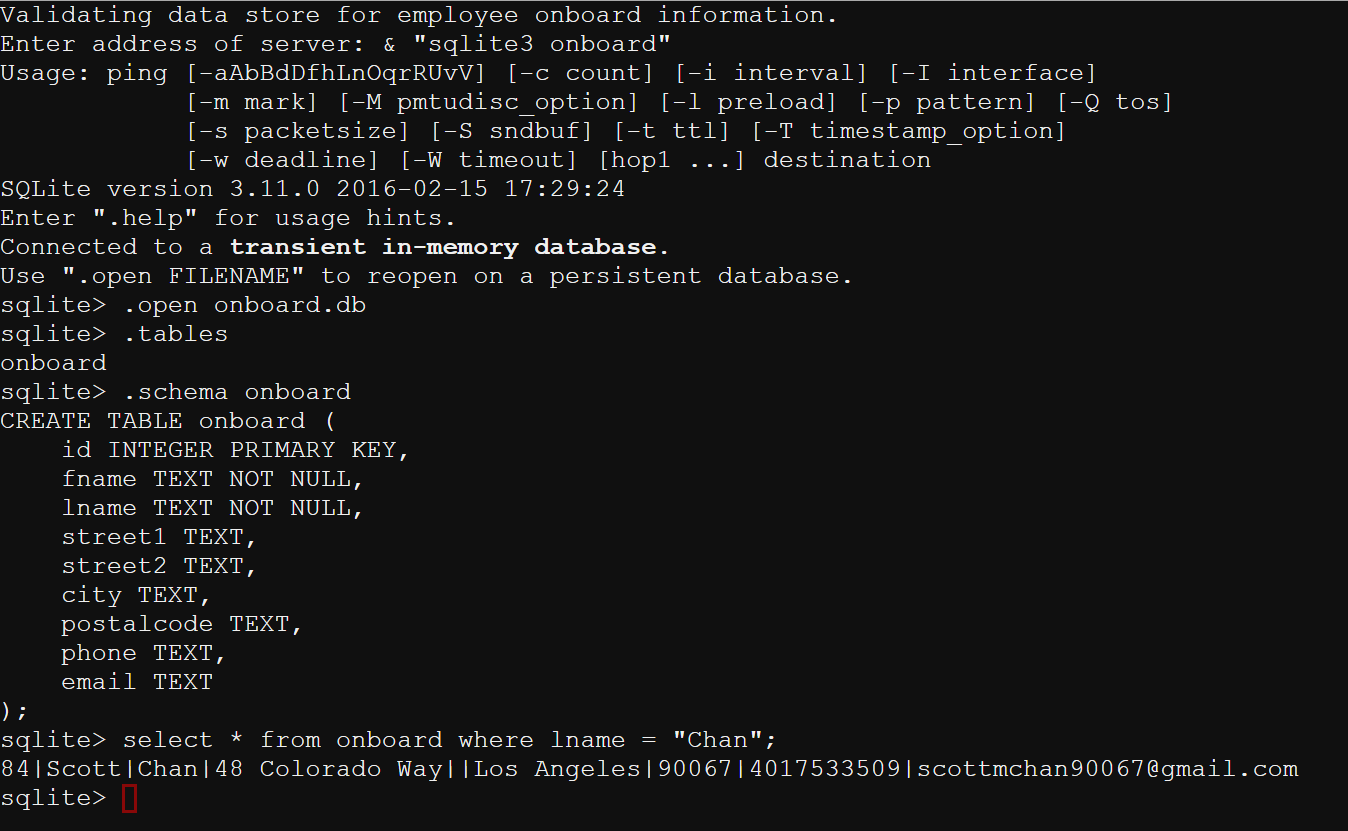 Validating data store for employee onboard information.
Enter address of server: & "sqlite3 onboard"
Usage: ping [-aAbBdDfhLnOqrRUvV] [-c count] [-i interval] [-I interface]
            [-m mark] [-M pmtudisc_option] [-l preload] [-p pattern] [-Q tos]
            [-s packetsize] [-S sndbuf] [-t ttl] [-T timestamp_option]
            [-w deadline] [-W timeout] [hop1 ...] destination
SQLite version 3.11.0 2016-02-15 17:29:24
Enter ".help" for usage hints.
Connected to a transient in-memory database.
Use ".open FILENAME" to reopen on a persistent database.
sqlite> .open onboard.db
sqlite> .tables
onboard
sqlite> .schema onboard
CREATE TABLE onboard (
    id INTEGER PRIMARY KEY,
    fname TEXT NOT NULL,
    lname TEXT NOT NULL,
    street1 TEXT,
    street2 TEXT,
    city TEXT,
    postalcode TEXT,
    phone TEXT,
    email TEXT
);
sqlite> select * from onboard where lname = "Chan";
84|Scott|Chan|48 Colorado Way||Los Angeles|90067|4017533509|scottmchan90067@gmail.com
sqlite>